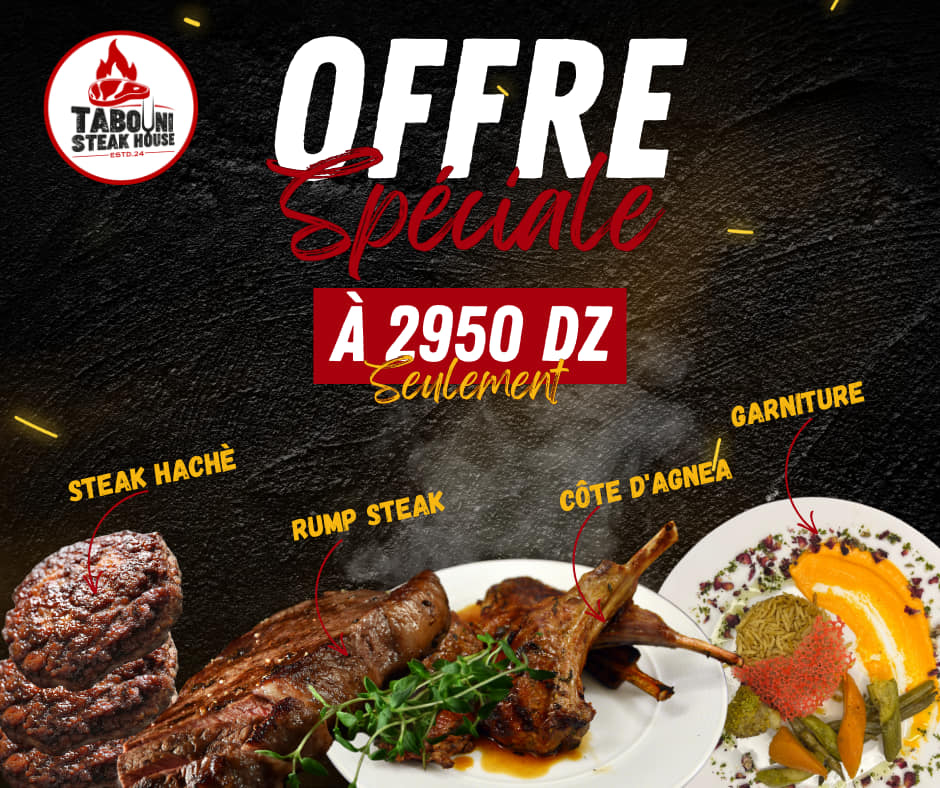 TABOUNI
STEAK HOUSE
ESTD.24
OFFRE
Spéciale
À 2950 DZ
Seulement
GARNITURE
STEAK HACHÈ
RUMP STEAK
CÔTE D'AGNEA